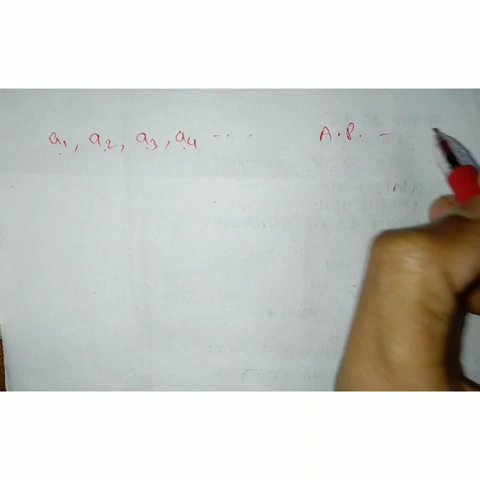 a1, a2, a3, a4 ---- A.P. -